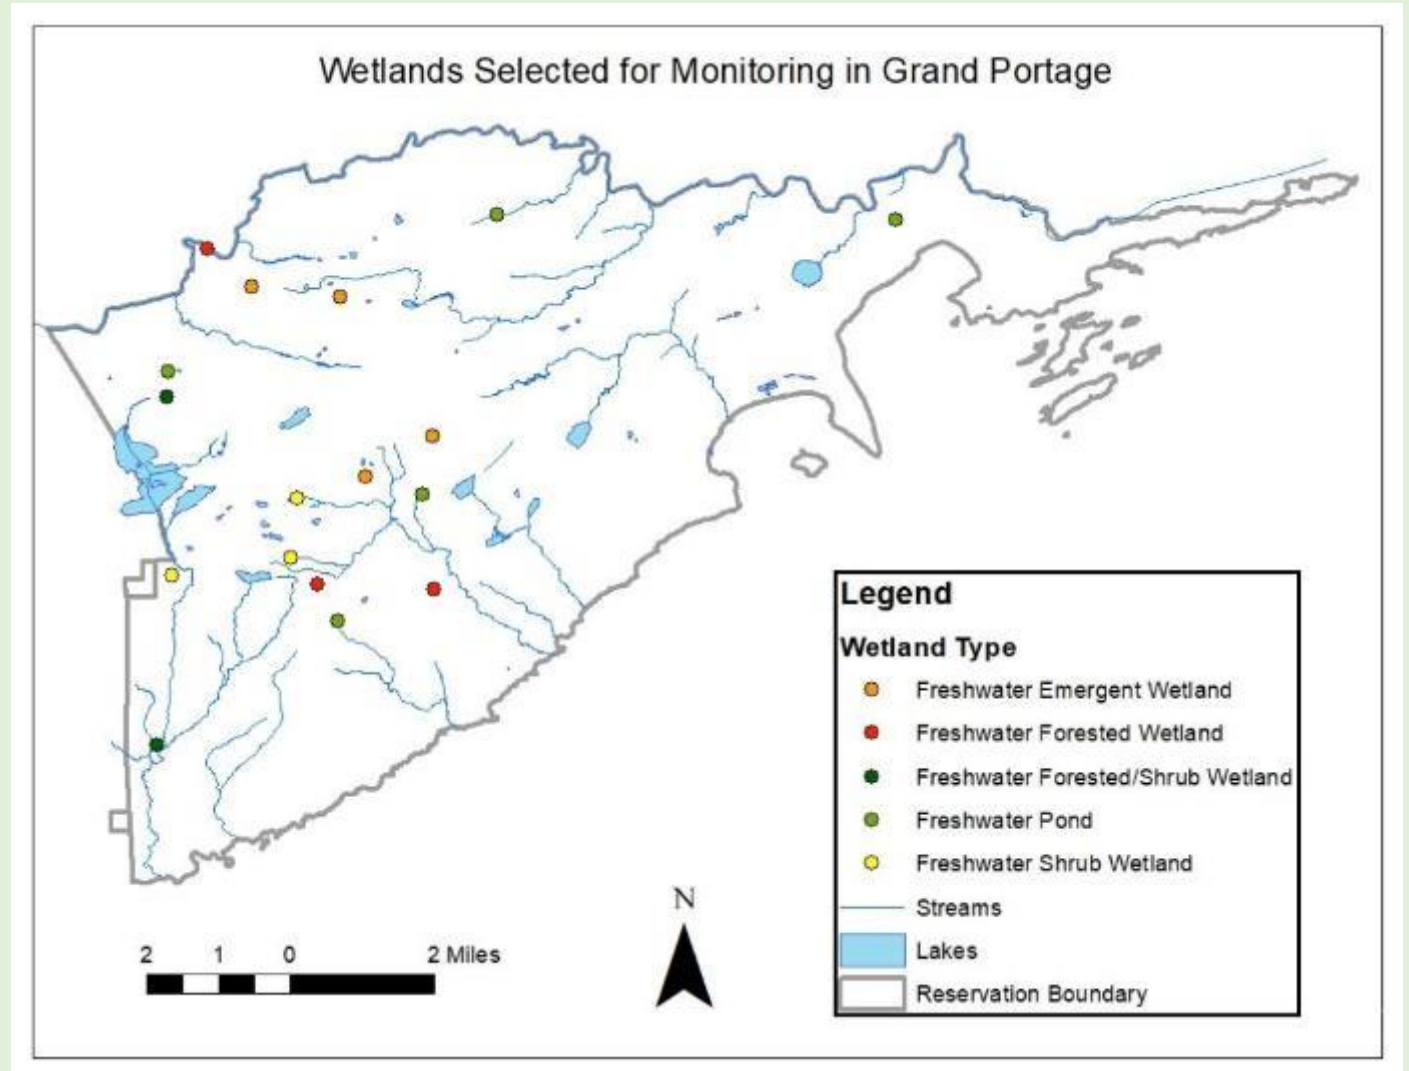 Wetlands Selected for Monitoring in Grand Portage
Legend
Wetland Type
Freshwater Emergent Wetland
Freshwater Forested Wetland
Freshwater Forested/Shrub Wetland
Freshwater Pond
Freshwater Shrub Wetland
Streams
Lakes
Reservation Boundary
N
2 1 0 2 Miles